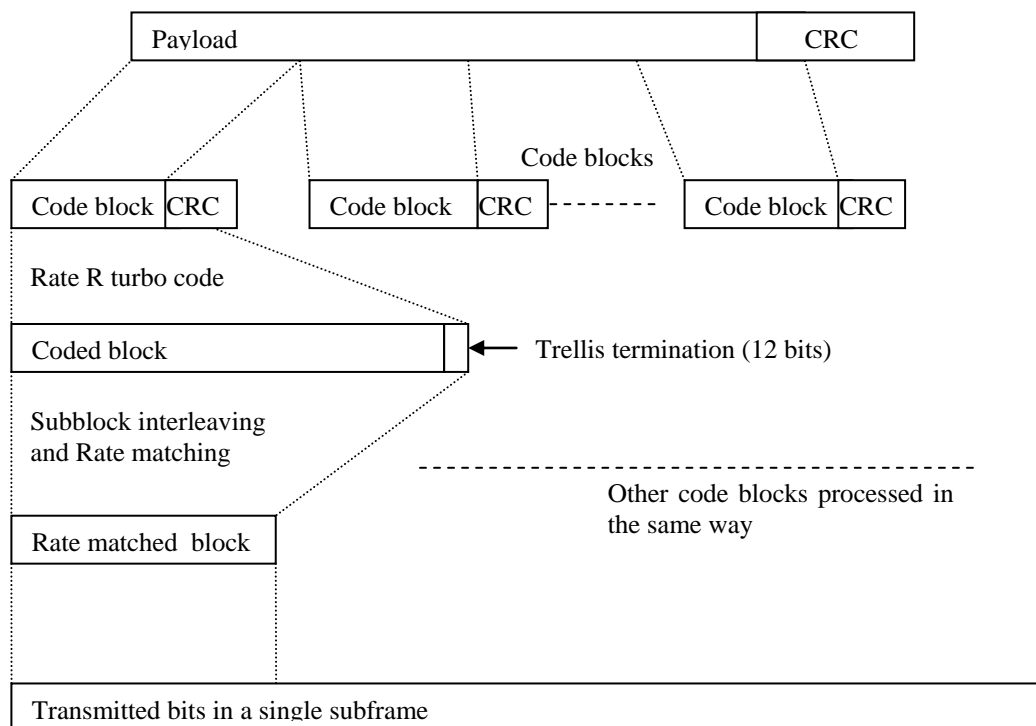 Payload
CRC
Code blocks
Code block CRC
Code block CRC
Code block CRC
Rate R turbo code
Coded block
Trellis termination (12 bits)
Subblock interleaving
and Rate matching
Other code blocks processed in
the same way
Rate matched block
Transmitted bits in a single subframe